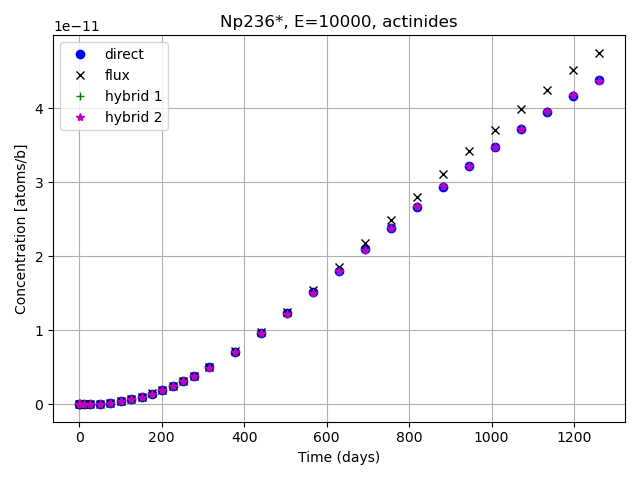 Np236*, E=10000, actinides
1e−11
direct
flux
hybrid 1
hybrid 2
4
3
2
1
0
Concentration [atoms/b]
0 200 400 600 800 1000 1200
Time (days)